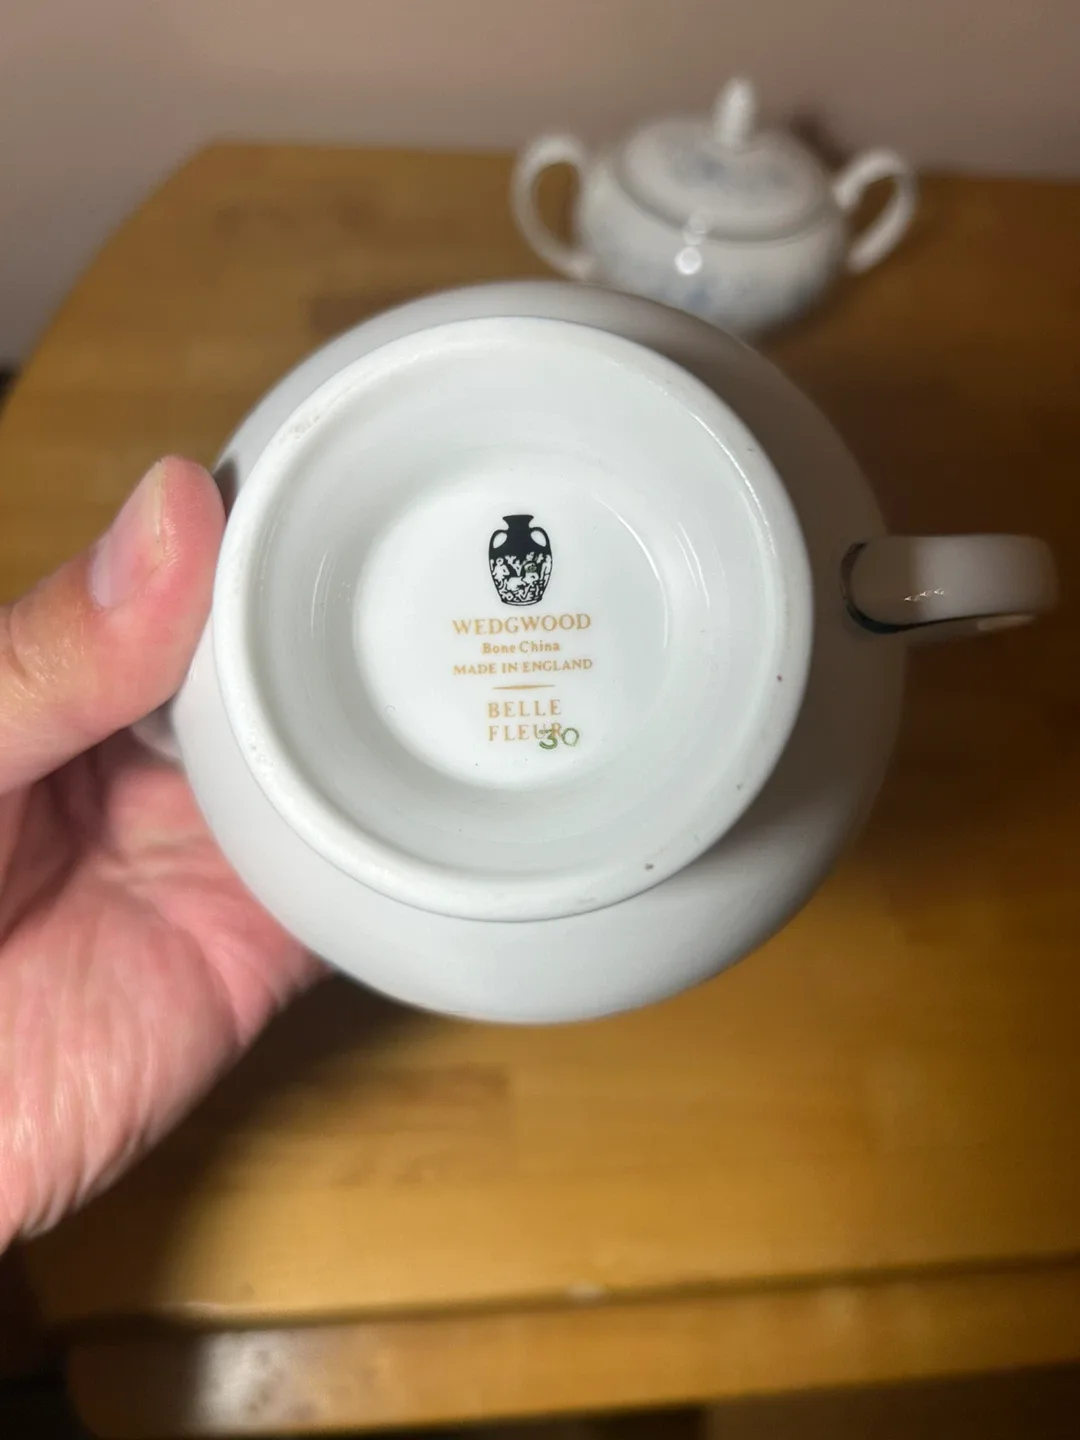 WEDGWOOD
Bone China
MADE IN ENGLAND
BELLE
FLEUR
30